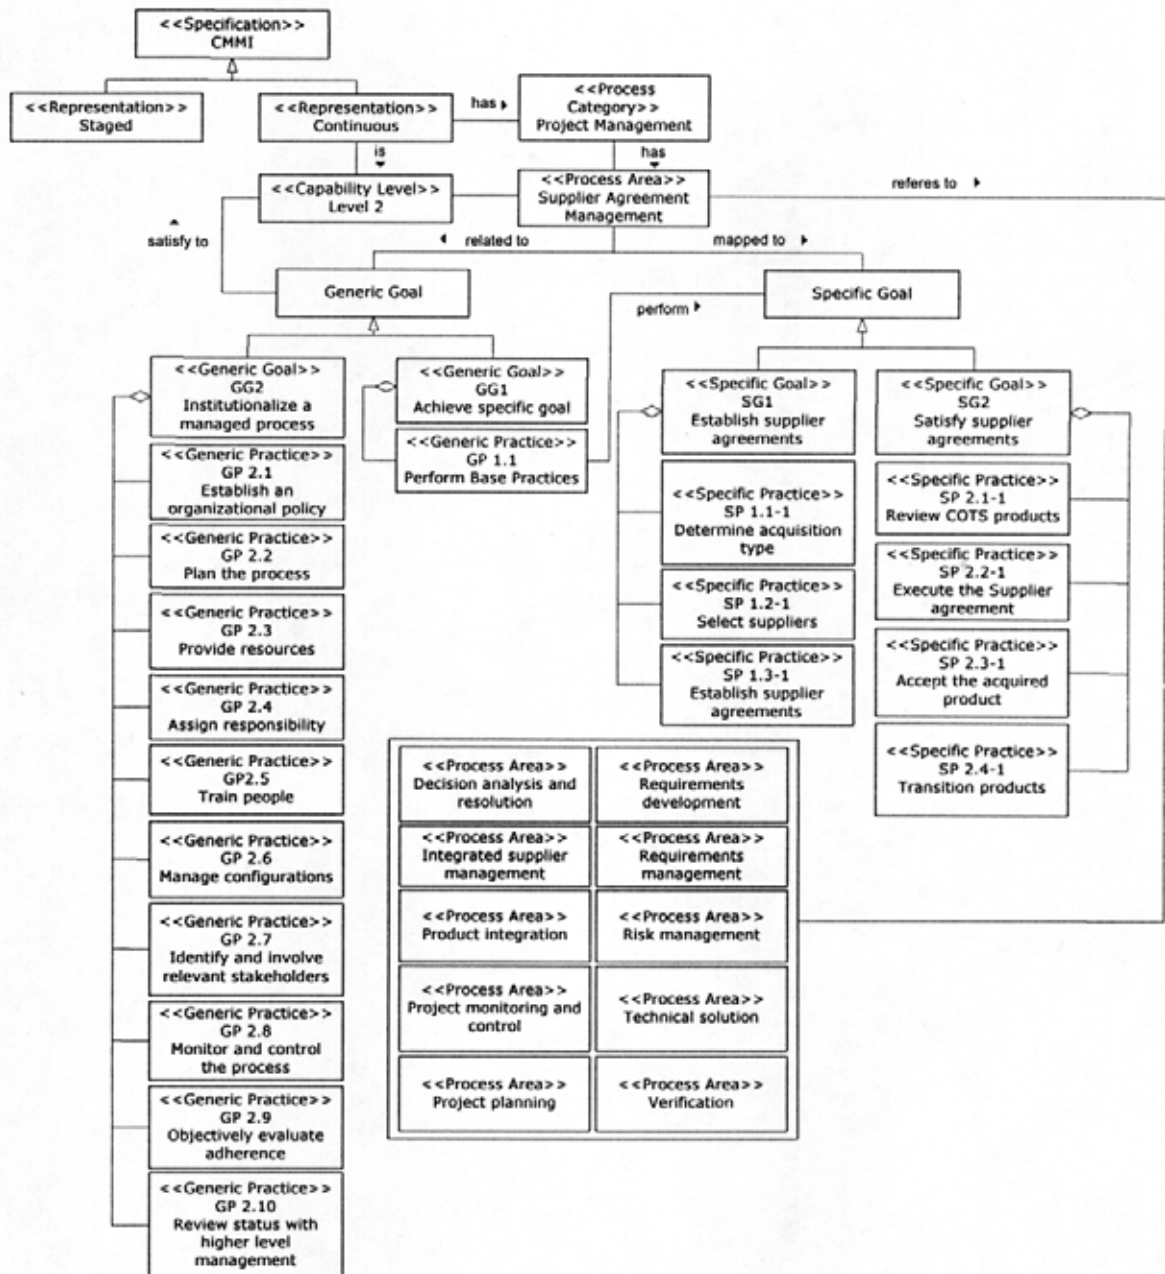 <<Specification>>
CMMI
<<Representation>>
Staged
<<Representation>>
Continuous
has
<<Process
Category>>
Project Management
is
has
<<Capability Level>>
Level 2
<<Process Area>>
Supplier Agreement
Management
referes to
satisfy to
related to
mapped to
Generic Goal
Specific Goal
perform
<<Generic Goal>>
GG2
Institutionalize a
managed process
<<Generic Goal>>
GG1
Achieve specific goal
<<Generic Practice>>
GP 1.1
Perform Base Practices
<<Specific Goal>>
SG1
Establish supplier
agreements
<<Specific Goal>>
SG2
Satisfy supplier
agreements
<<Generic Practice>>
GP 2.1
Establish an
organizational policy
<<Generic Practice>>
GP 2.2
Plan the process
<<Generic Practice>>
GP 2.3
Provide resources
<<Generic Practice>>
GP 2.4
Assign responsibility
<<Generic Practice>>
GP2.5
Train people
<<Generic Practice>>
GP 2.6
Manage configurations
<<Generic Practice>>
GP 2.7
Identify and involve
relevant stakeholders
<<Generic Practice>>
GP 2.8
Monitor and control
the process
<<Generic Practice>>
GP 2.9
Objectively evaluate
adherence
<<Generic Practice>>
GP 2.10
Review status with
higher level
management
<<Specific Practice>>
SP 1.1-1
Determine acquisition
type
<<Specific Practice>>
SP 1.2-1
Select suppliers
<<Specific Practice>>
SP 1.3-1
Establish supplier
agreements
<<Specific Practice>>
SP 2.1-1
Review COTS products
<<Specific Practice>>
SP 2.2-1
Execute the Supplier
agreement
<<Specific Practice>>
SP 2.3-1
Accept the acquired
product
<<Specific Practice>>
SP 2.4-1
Transition products
<<Process Area>>
Decision analysis and
resolution
<<Process Area>>
Requirements
development
<<Process Area>>
Integrated supplier
management
<<Process Area>>
Requirements
management
<<Process Area>>
Product integration
<<Process Area>>
Risk management
<<Process Area>>
Project monitoring and
control
<<Process Area>>
Technical solution
<<Process Area>>
Project planning
<<Process Area>>
Verification